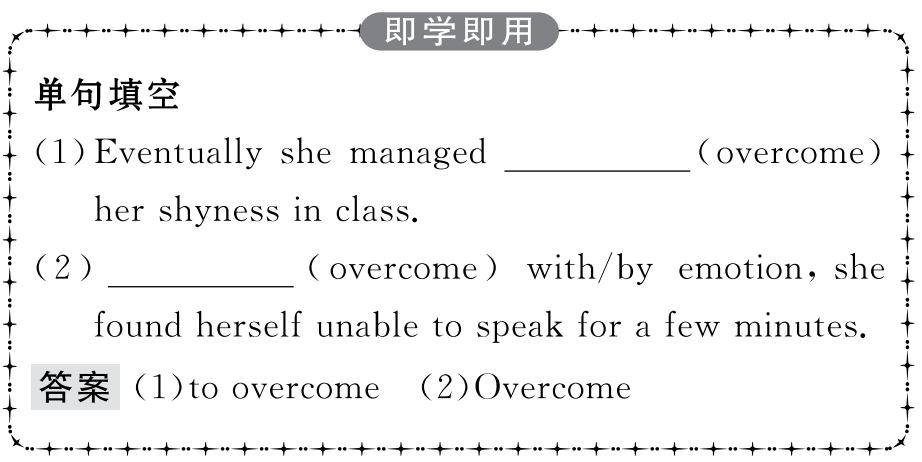 即学即用
单句填空
(1)Eventually she managed __________(overcome)
her shyness in class.
(2)__________(overcome) with/by emotion, she
found herself unable to speak for a few minutes.
答案 (1)to overcome (2)Overcome